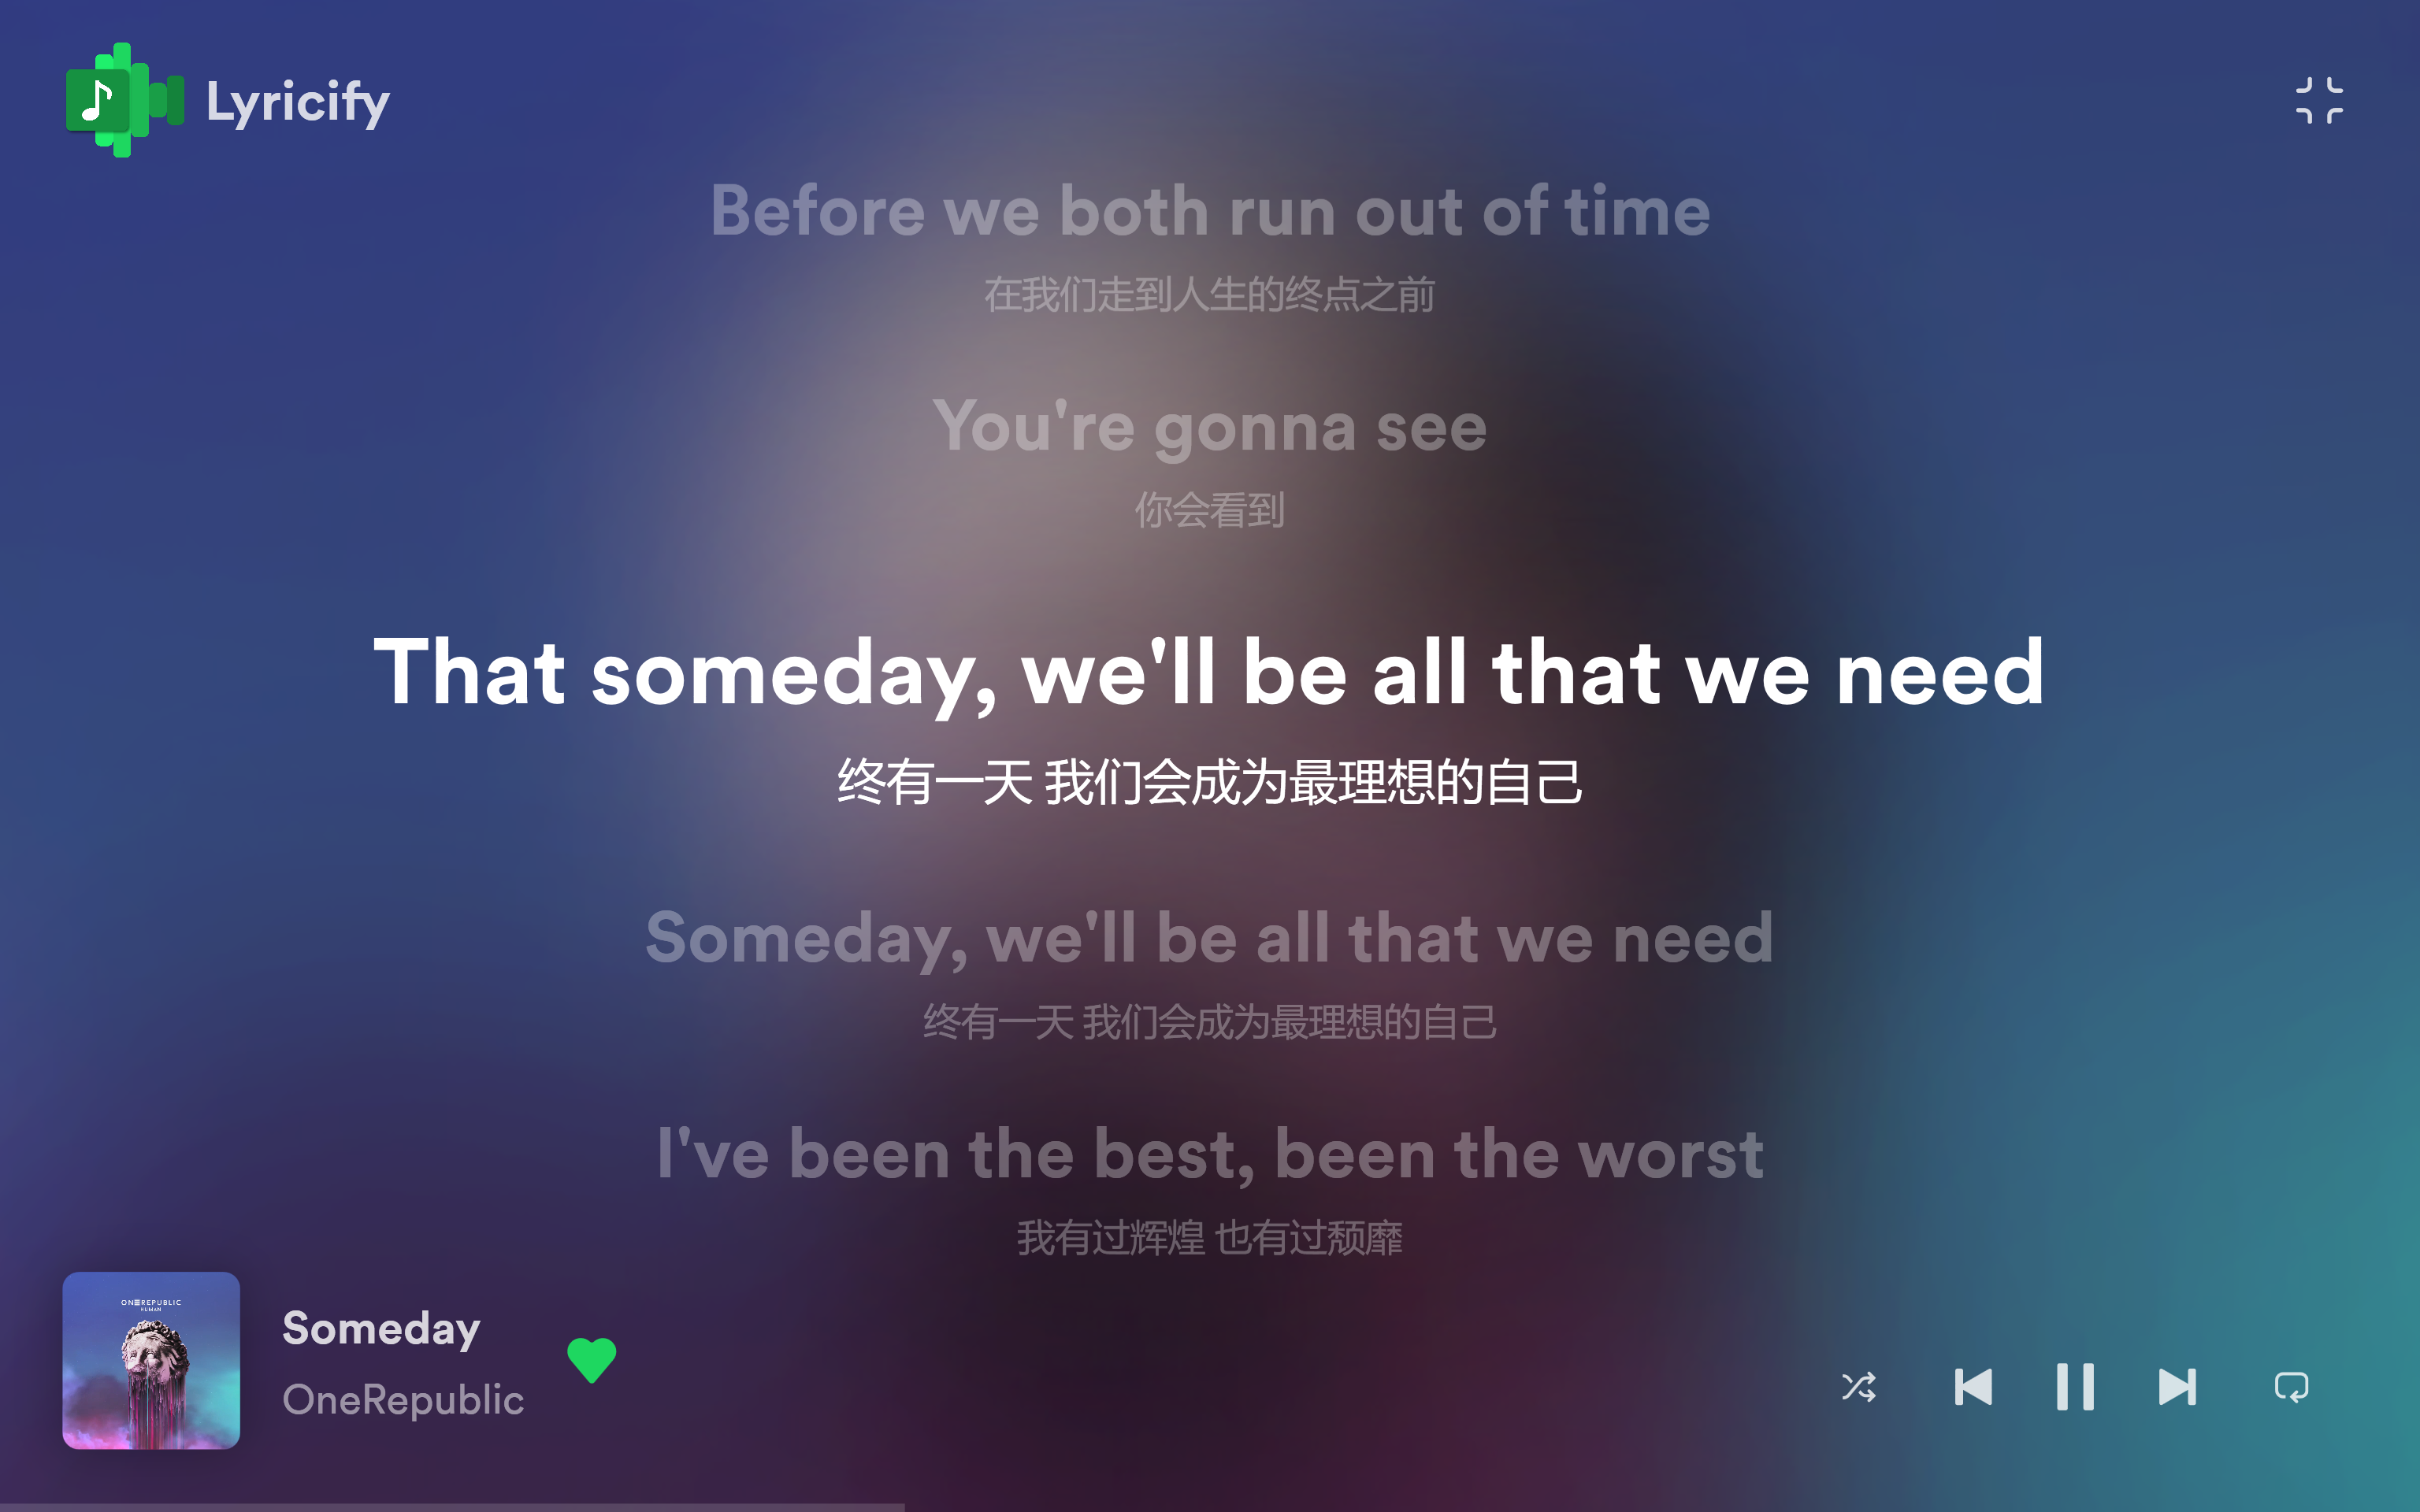 Lyricify
Before we both run out of time
在我们走到人生的终点之前
You're gonna see
你会看到
That someday, we'll be all that we need
终有一天 我们会成为最理想的自己
Someday, we'll be all that we need
终有一天 我们会成为最理想的自己
I've been the best, been the worst
我有过辉煌 也有过颓靡
ONEREPUBLIC
HUMAN
Someday
OneRepublic